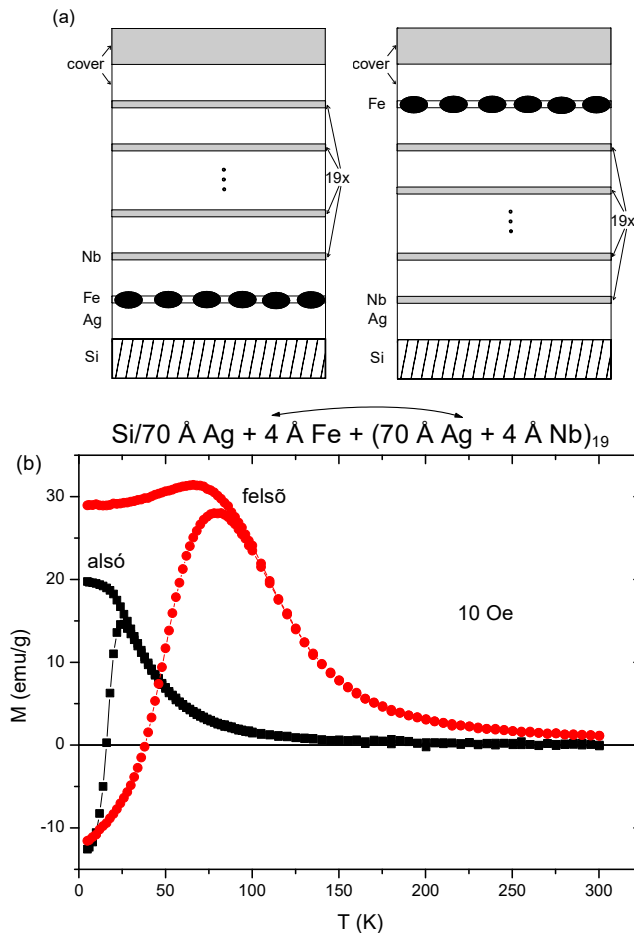 (a)
cover
19x
Nb
Fe
Ag
Si
cover
Fe
19x
Nb
Ag
Si
Si/70 Å Ag + 4 Å Fe + (70 Å Ag + 4 Å Nb)19
(b)
felsõ
alsó
10 Oe
M (emu/g)
30
20
10
0
-10
0 50 100 150 200 250 300
T (K)